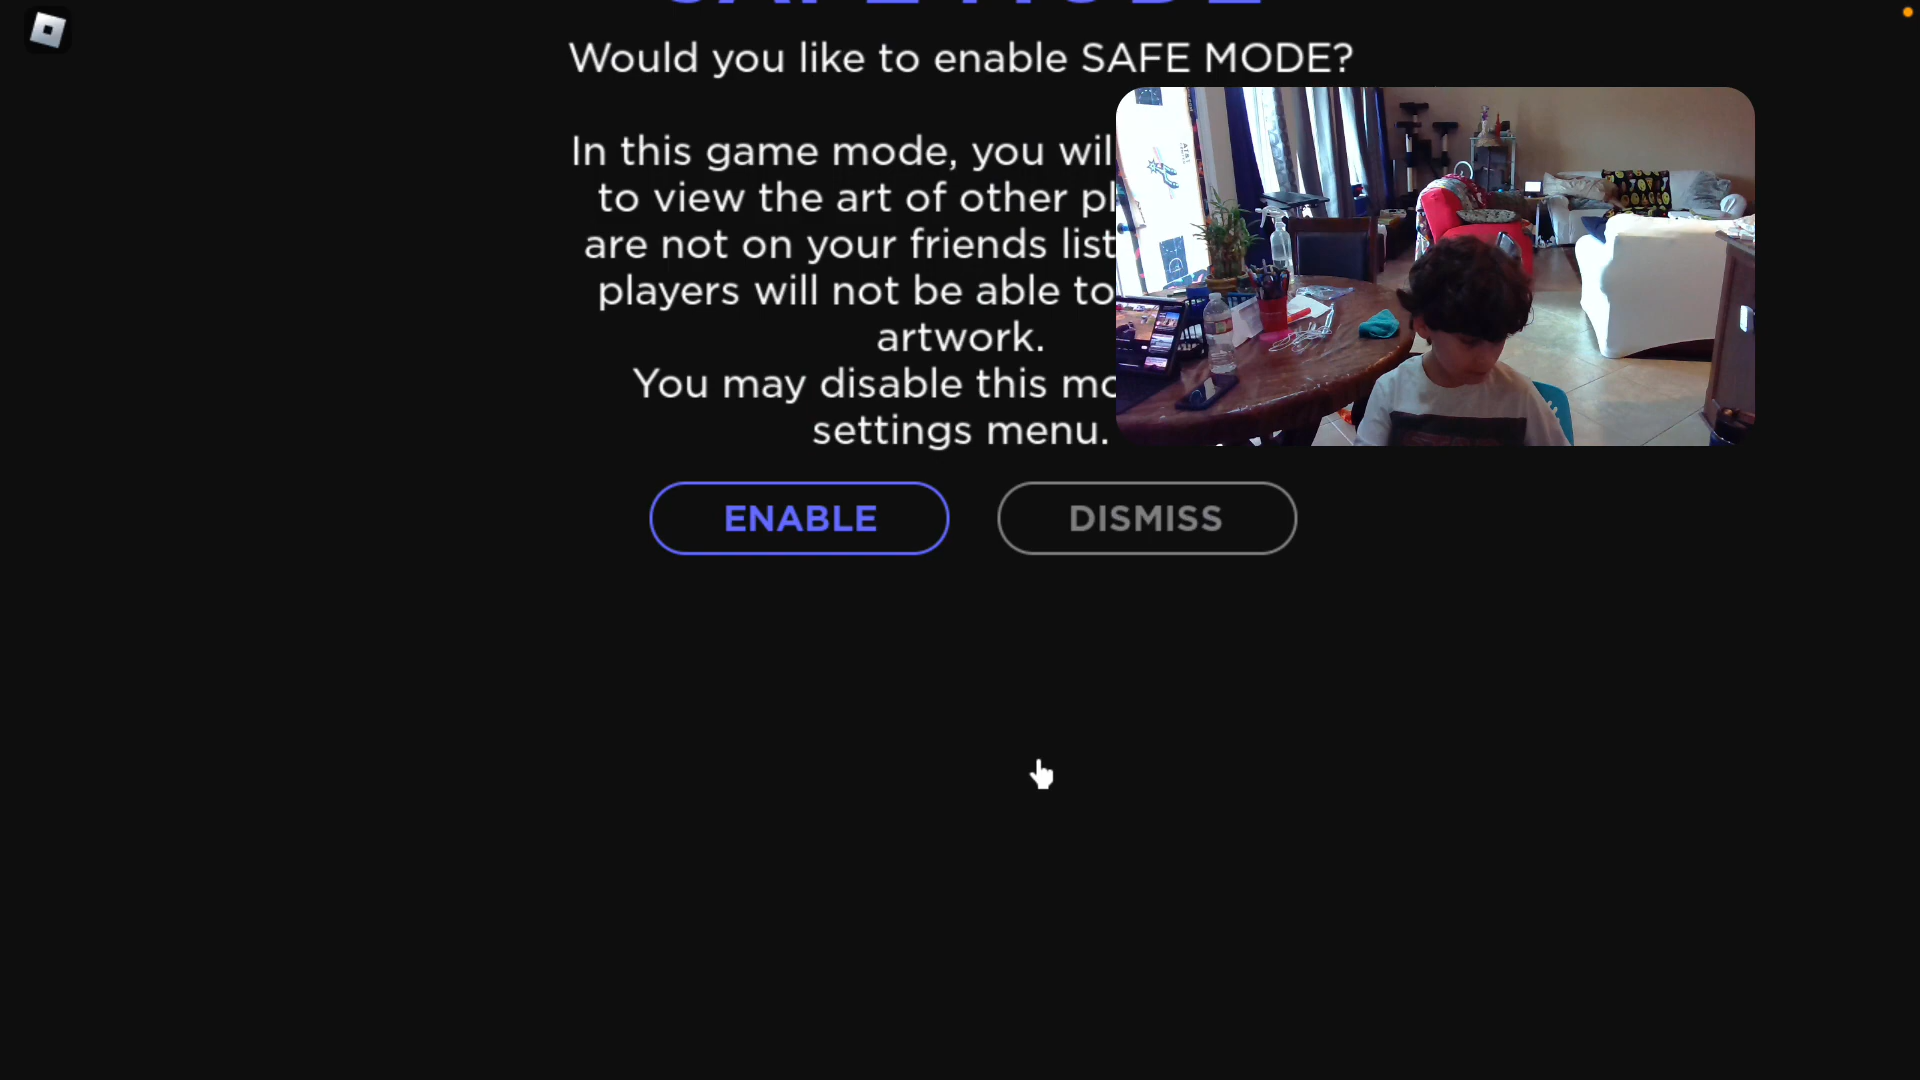 SAFE MODE
Would you like to enable SAFE MODE?
In this game mode, you wil
to view the art of other pl
are not on your friends list
players will not be able to
artwork.
You may disable this mo
settings menu.
ENABLE
DISMISS